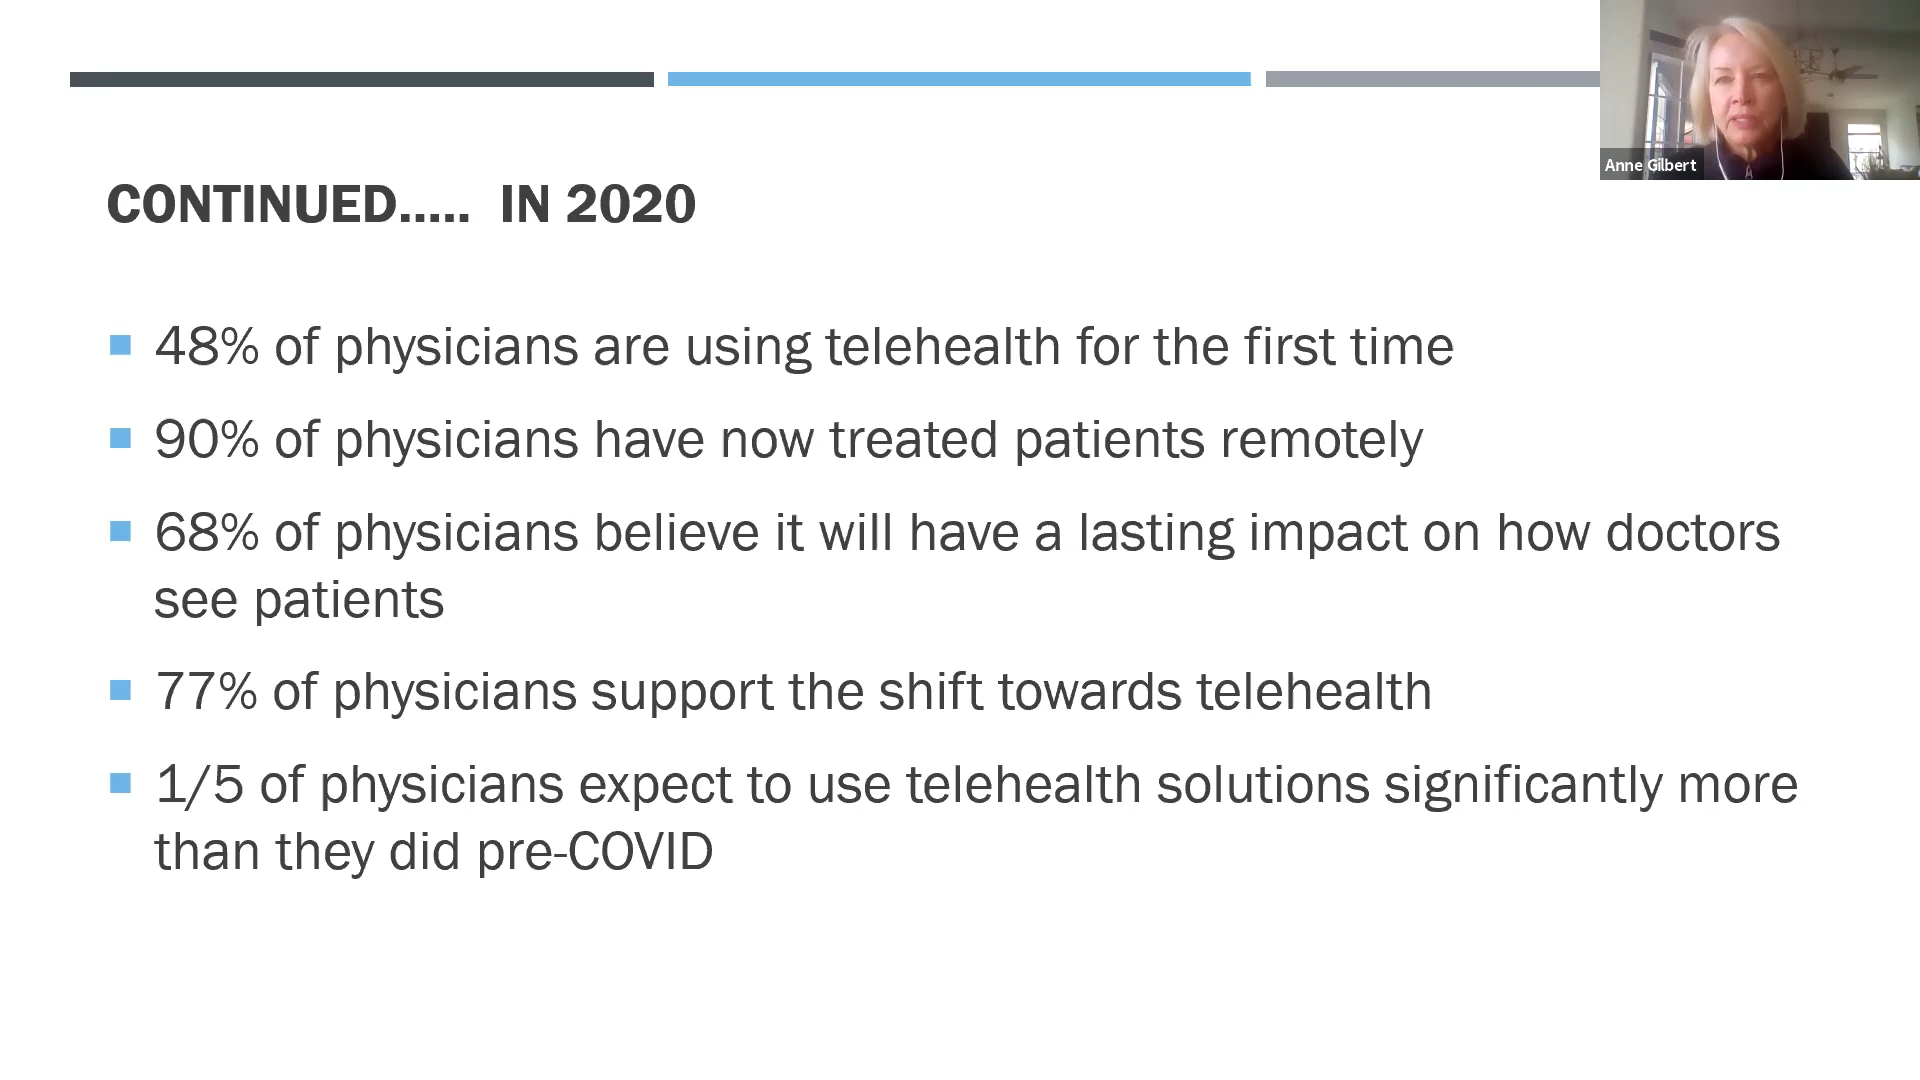 Anne Gilbert
CONTINUED..... IN 2020
48% of physicians are using telehealth for the first time
90% of physicians have now treated patients remotely
68% of physicians believe it will have a lasting impact on how doctors
see patients
77% of physicians support the shift towards telehealth
1/5 of physicians expect to use telehealth solutions significantly more
than they did pre-COVID